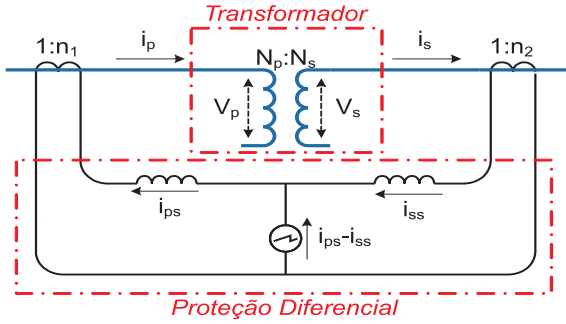 Transformador
1:n₁
iₚ
Nₚ:Nₛ
iₛ
1:n₂
Vₚ
Vₛ
iₚₛ
iₚₛ-iₛₛ
iₛₛ
Proteção Diferencial